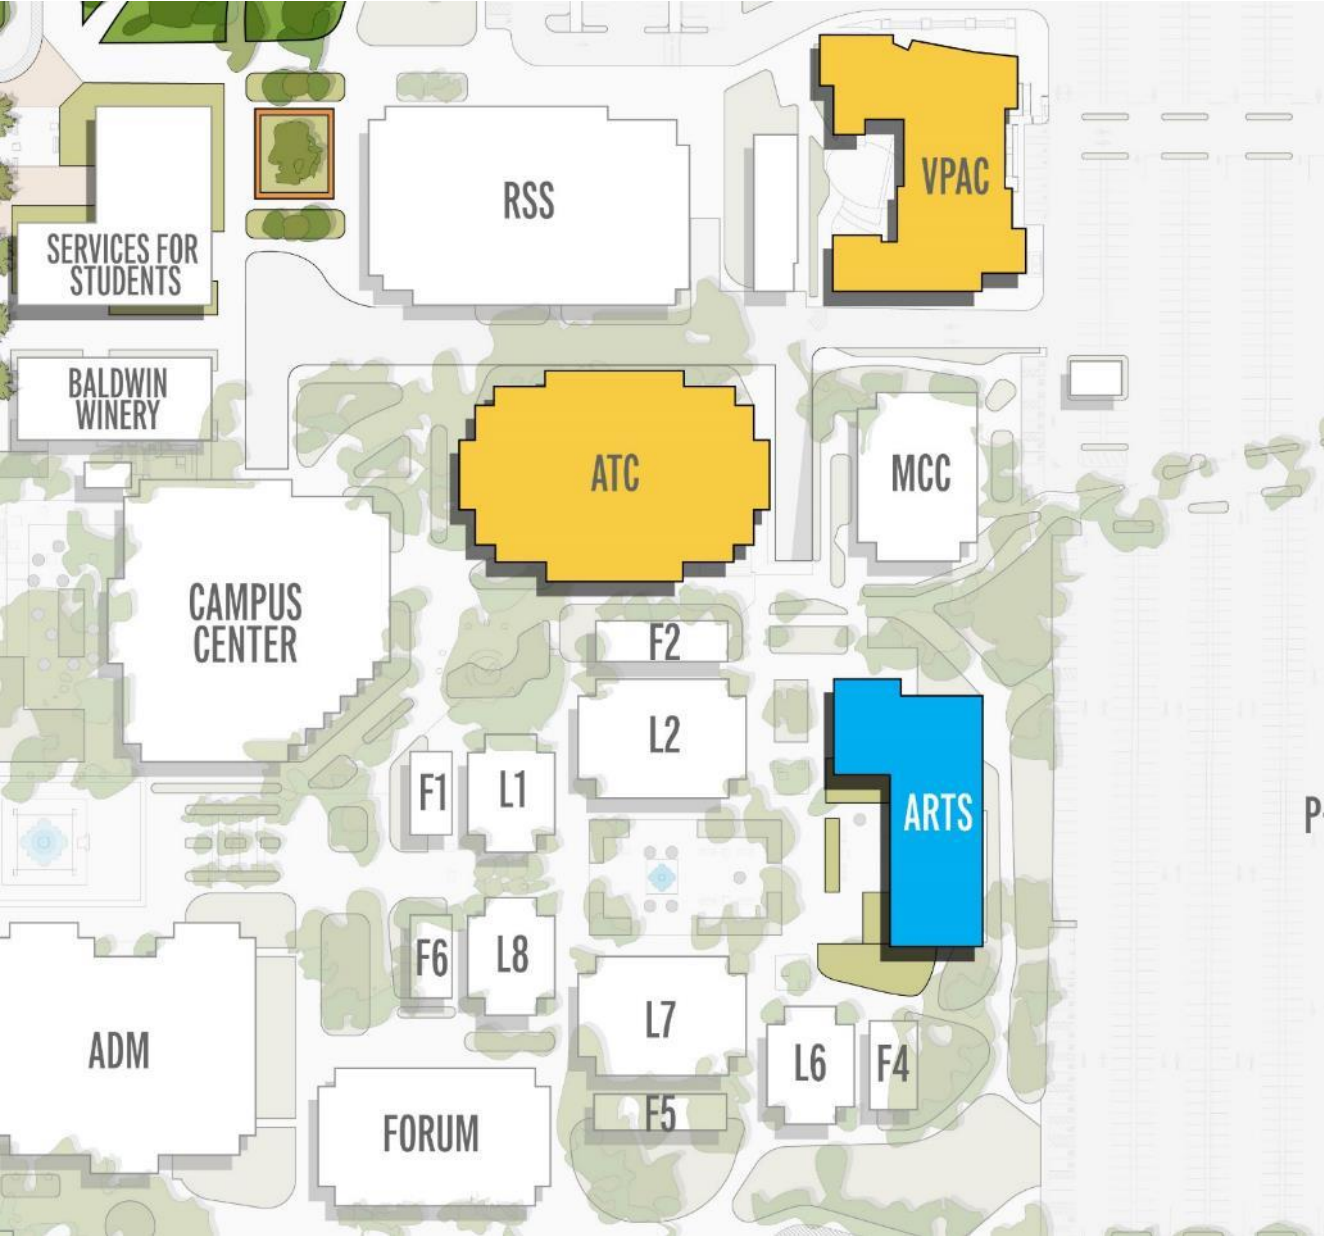 RSS
VPAC
SERVICES FOR
STUDENTS
BALDWIN
WINERY
ATC
MCC
CAMPUS
CENTER
F2
L2
F1
L1
ARTS
P-
F6
L8
ADM
L7
L6
F4
F5
FORUM